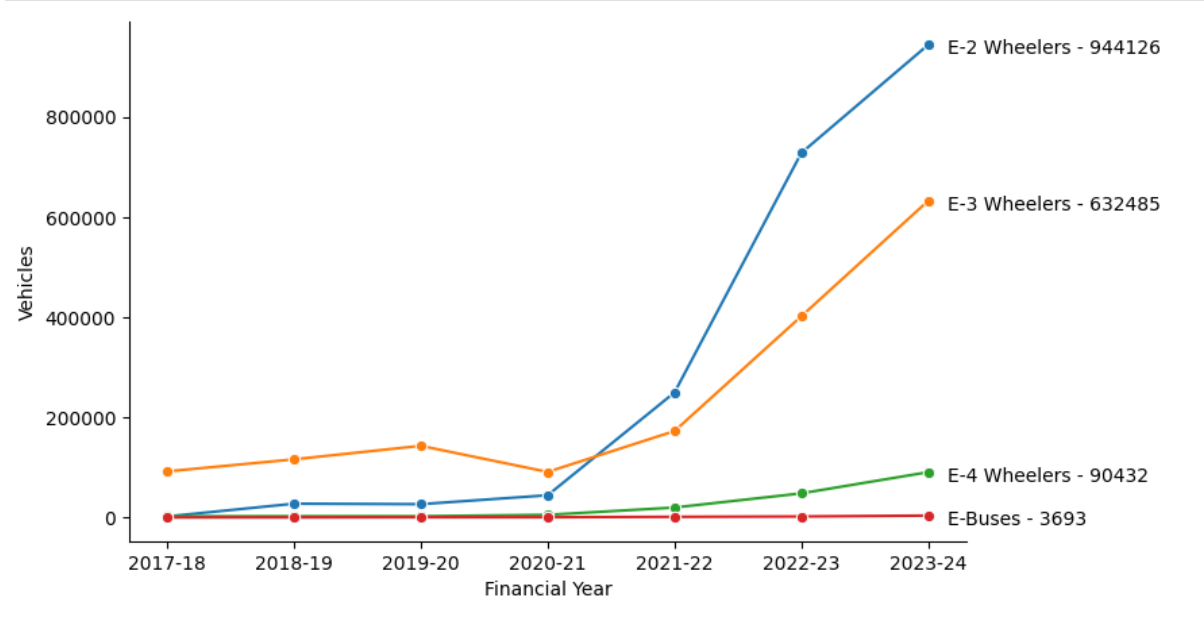 E-2 Wheelers - 944126
800000
E-3 Wheelers - 632485
600000
Vehicles
400000
200000
E-4 Wheelers - 90432
0
E-Buses - 3693
2017-18 2018-19 2019-20 2020-21 2021-22 2022-23 2023-24
Financial Year